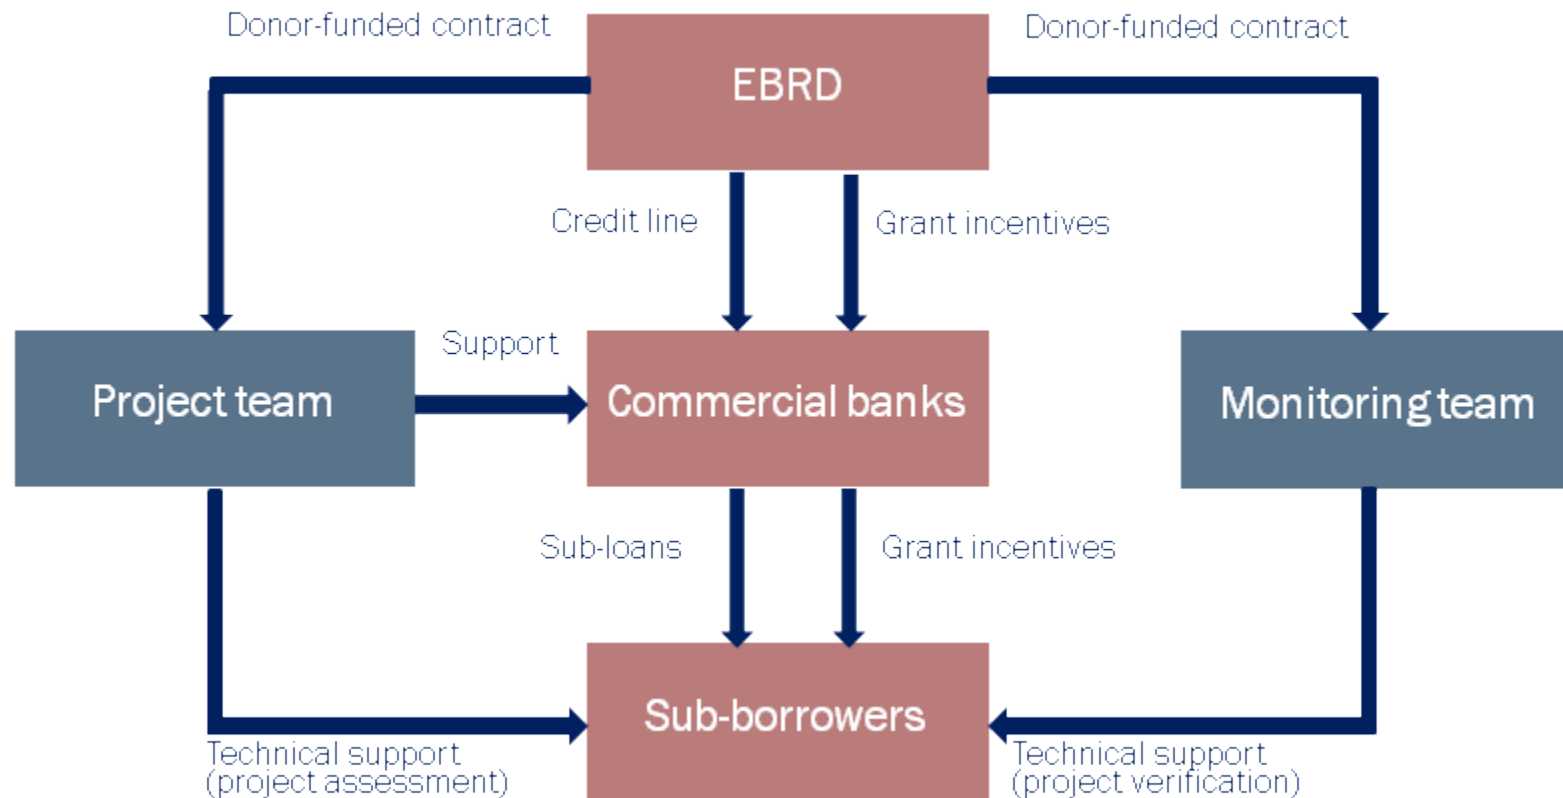 Donor-funded contract
EBRD
Donor-funded contract
Credit line
Grant incentives
Support
Project team
Commercial banks
Monitoring team
Sub-loans
Grant incentives
Sub-borrowers
Technical support
(project assessment)
Technical support
(project verification)